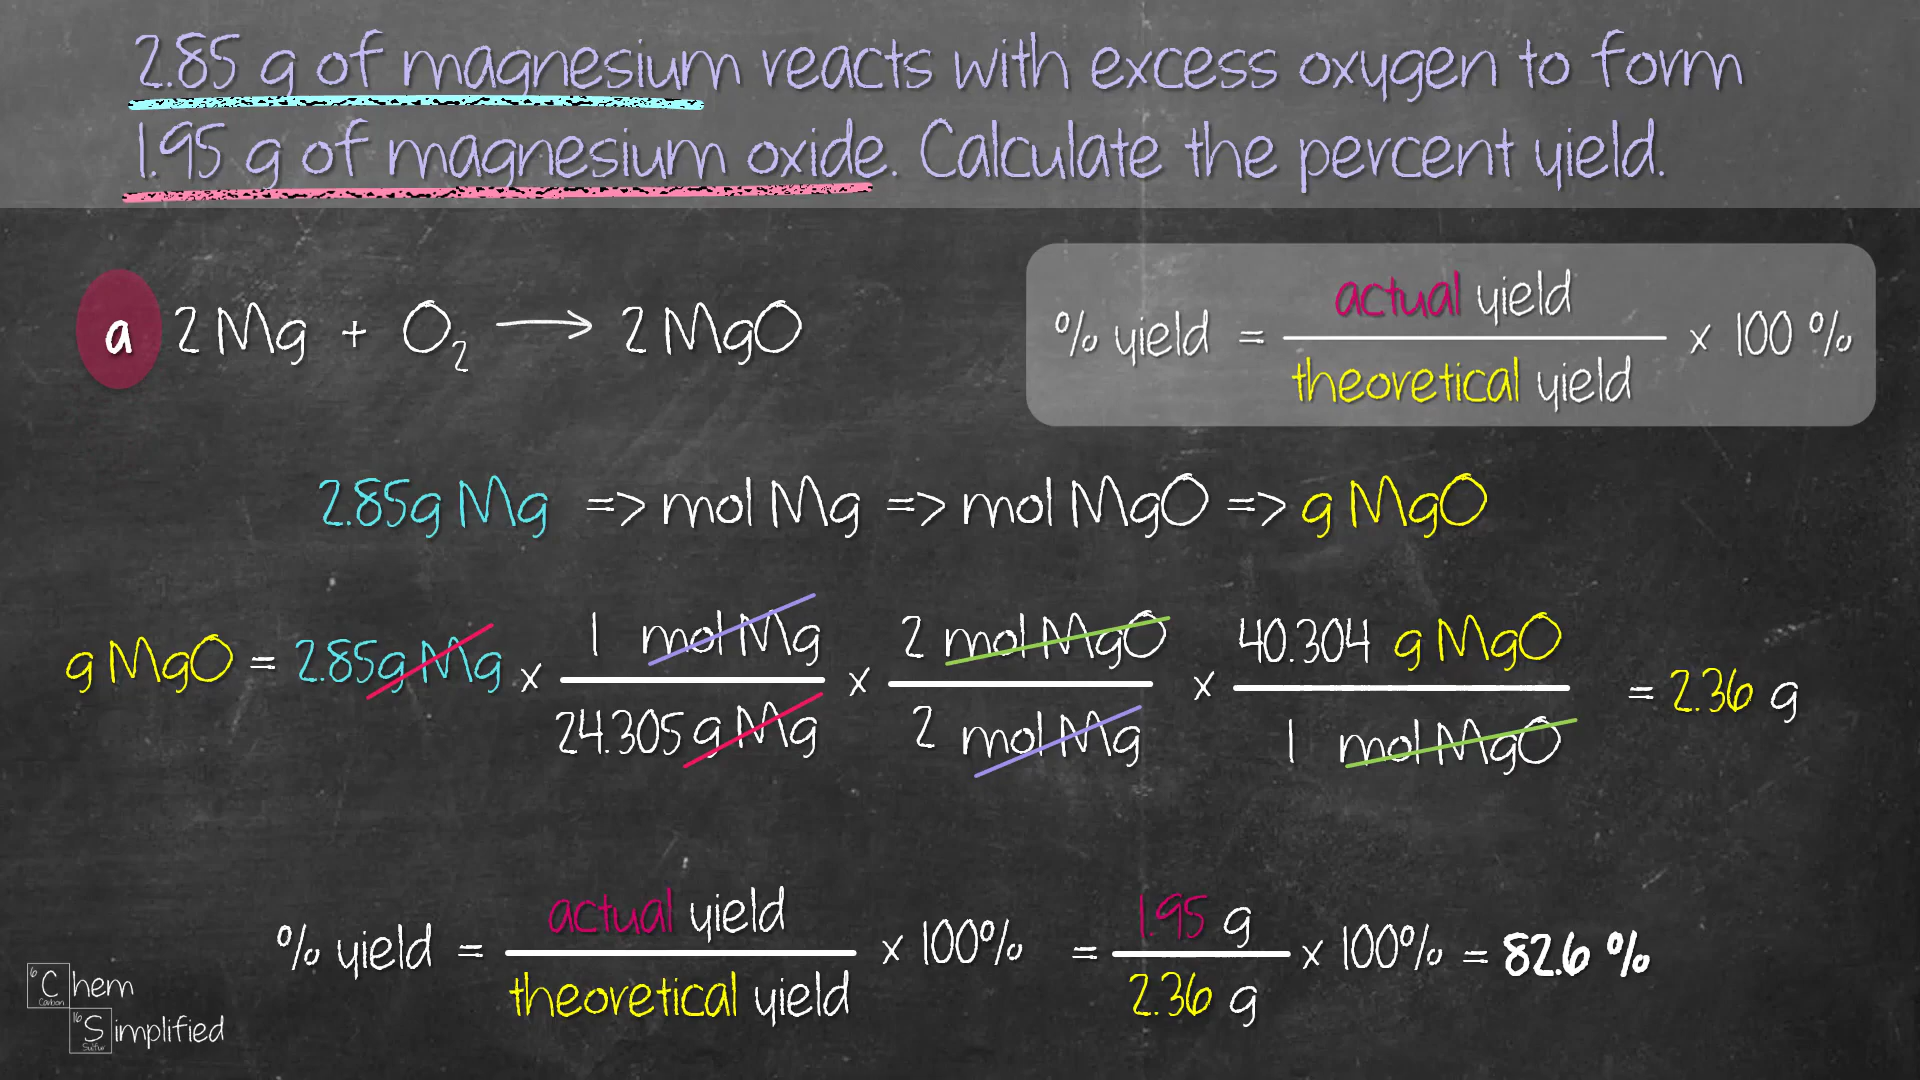 2.85 g of magnesium reacts with excess oxygen to form
1.95 g of magnesium oxide. Calculate the percent yield.
a 2 Mg + O₂ → 2 MgO
% yield = actual yield / theoretical yield x 100 %
2.85g Mg => mol Mg => mol MgO => g MgO
g MgO = 2.85g Mg x 1 mol Mg / 24.305 g Mg x 2 mol MgO / 2 mol Mg x 40.304 g MgO / 1 mol MgO = 2.36 g
% yield = actual yield / theoretical yield x 100% = 1.95 g / 2.36 g x 100% = 82.6 %
6 Chem
Carbon
16 Simplified
Sulfur